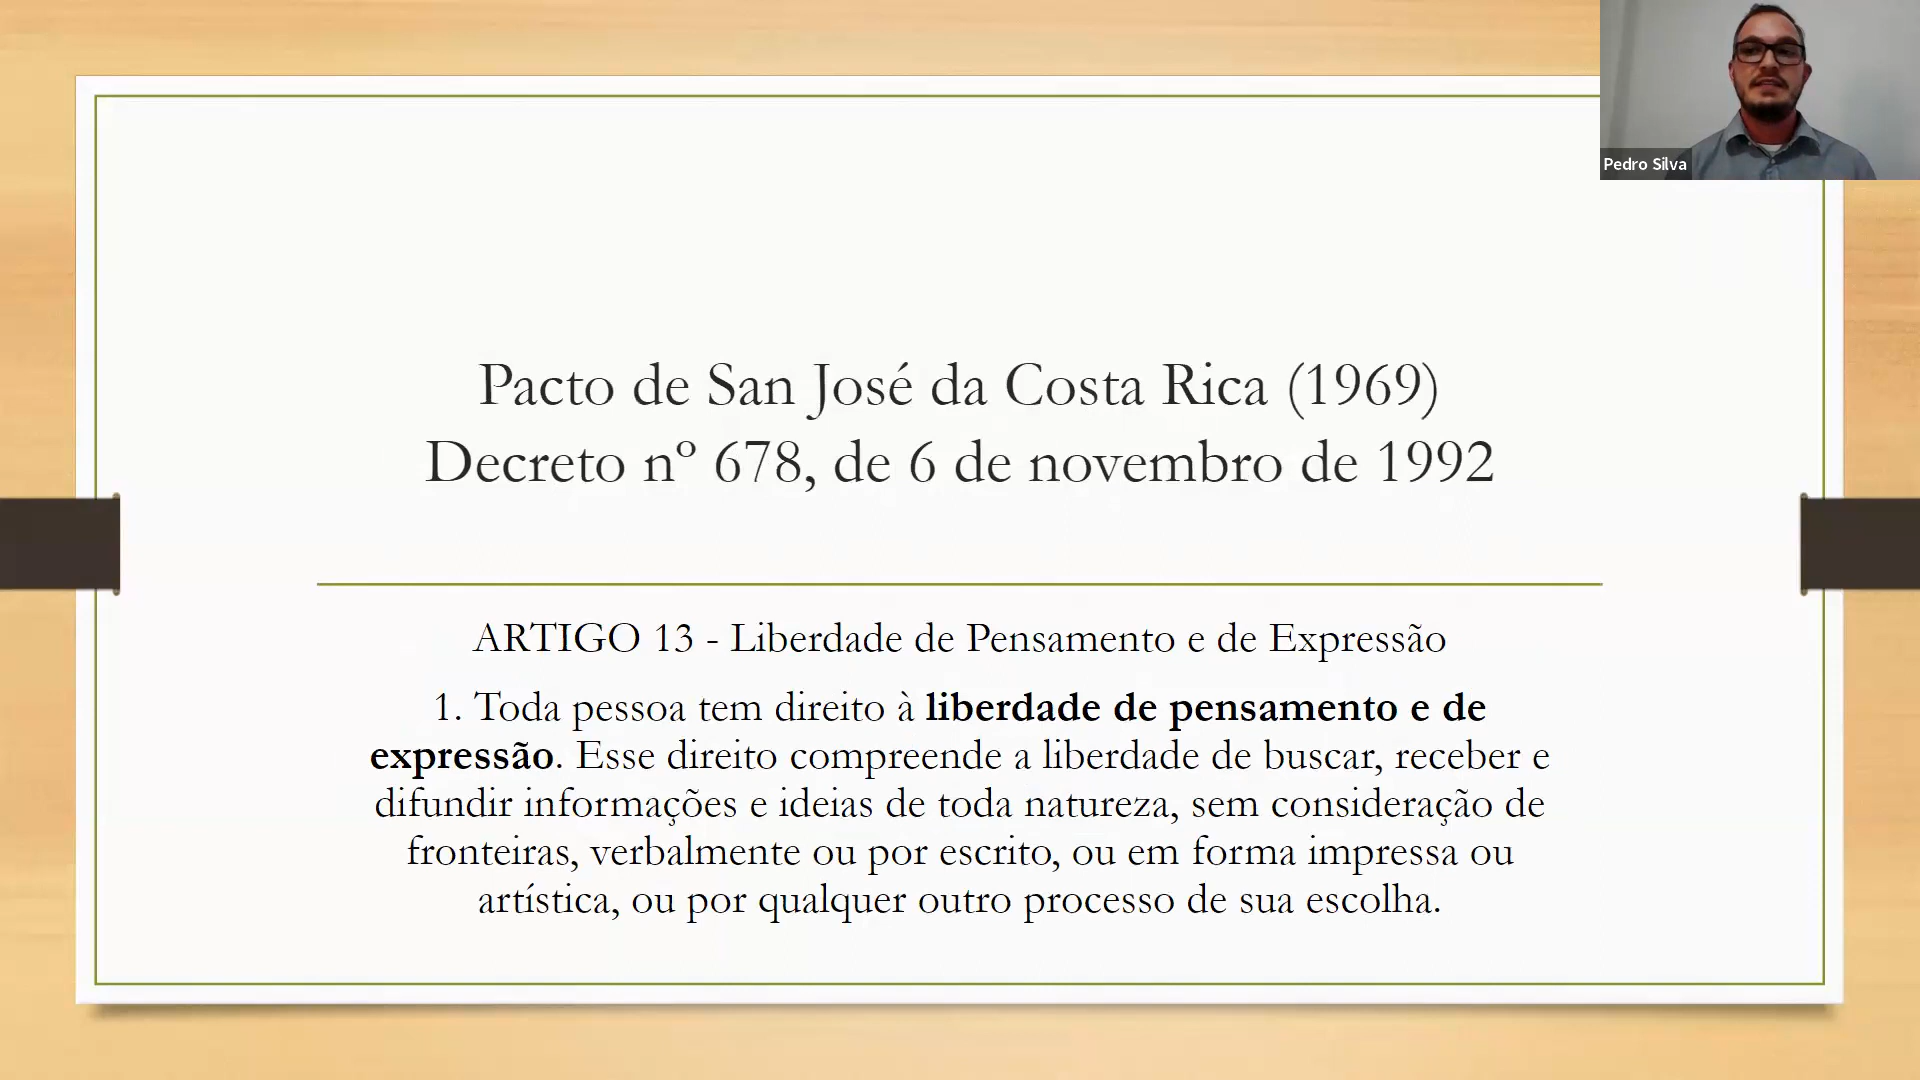 Pedro Silva
Pacto de San José da Costa Rica (1969)
Decreto nº 678, de 6 de novembro de 1992
ARTIGO 13 - Liberdade de Pensamento e de Expressão
1. Toda pessoa tem direito à liberdade de pensamento e de
expressão. Esse direito compreende a liberdade de buscar, receber e
difundir informações e ideias de toda natureza, sem consideração de
fronteiras, verbalmente ou por escrito, ou em forma impressa ou
artística, ou por qualquer outro processo de sua escolha.